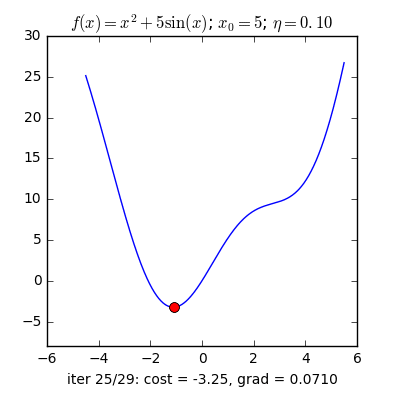 f(x) = x² + 5sin(x); x₀ = 5; η = 0.10
30
25
20
15
10
5
0
−5
−6 −4 −2 0 2 4 6
iter 25/29: cost = -3.25, grad = 0.0710